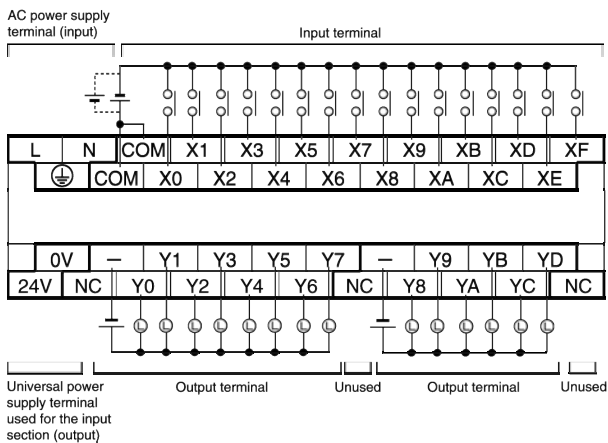 AC power supply
terminal (input)
Input terminal
L N COM X1 X3 X5 X7 X9 XB XD XF
COM X0 X2 X4 X6 X8 XA XC XE
0V – Y1 Y3 Y5 Y7 – Y9 YB YD
24V NC Y0 Y2 Y4 Y6 NC Y8 YA YC NC
L L L L L L L L L L L L L L
Universal power
supply terminal
used for the input
section (output)
Output terminal
Unused
Output terminal
Unused